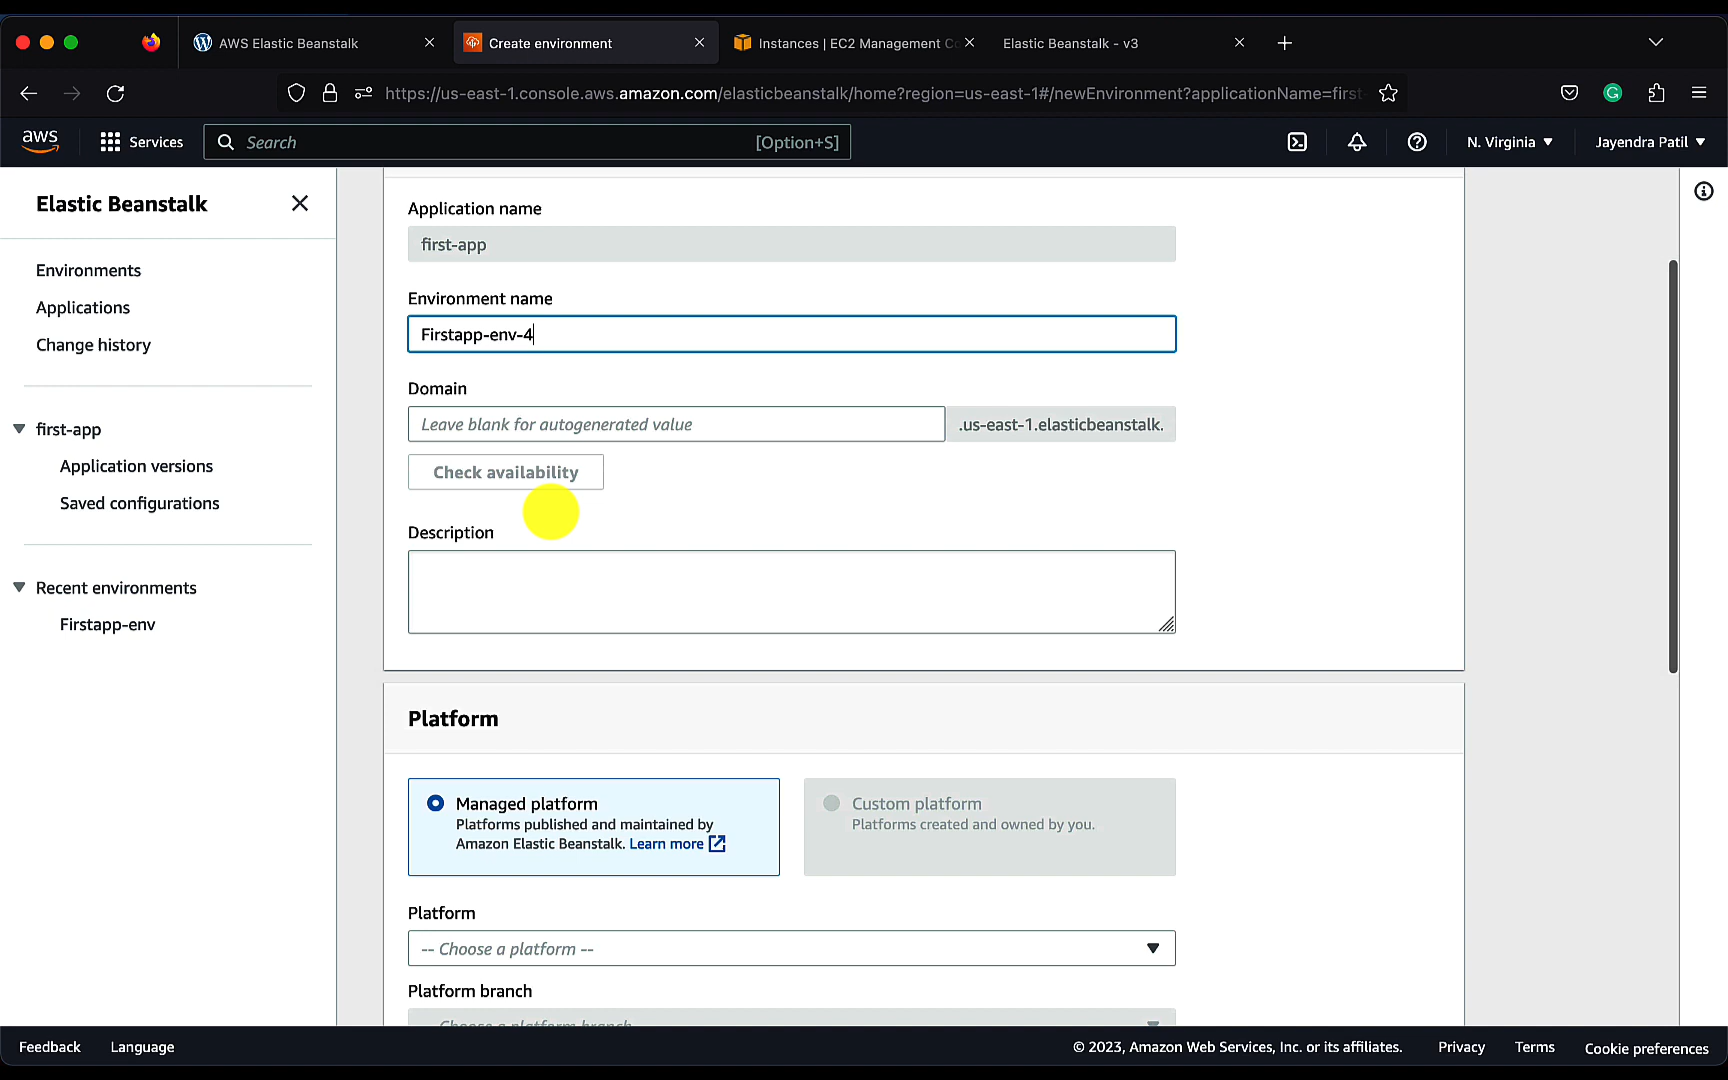 AWS Elastic Beanstalk
Create environment
Instances | EC2 Management Co
Elastic Beanstalk - v3
https://us-east-1.console.aws.amazon.com/elasticbeanstalk/home?region=us-east-1#/newEnvironment?applicationName=first-
aws
Services
Search
[Option+S]
N. Virginia
Jayendra Patil
Elastic Beanstalk
Environments
Applications
Change history
first-app
Application versions
Saved configurations
Recent environments
Firstapp-env
Application name
first-app
Environment name
Firstapp-env-4
Domain
Leave blank for autogenerated value
.us-east-1.elasticbeanstalk.
Check availability
Description
Platform
Managed platform
Platforms published and maintained by
Amazon Elastic Beanstalk. Learn more
Custom platform
Platforms created and owned by you.
Platform
-- Choose a platform --
Platform branch
-- Choose a platform branch --
Feedback
Language
© 2023, Amazon Web Services, Inc. or its affiliates.
Privacy
Terms
Cookie preferences